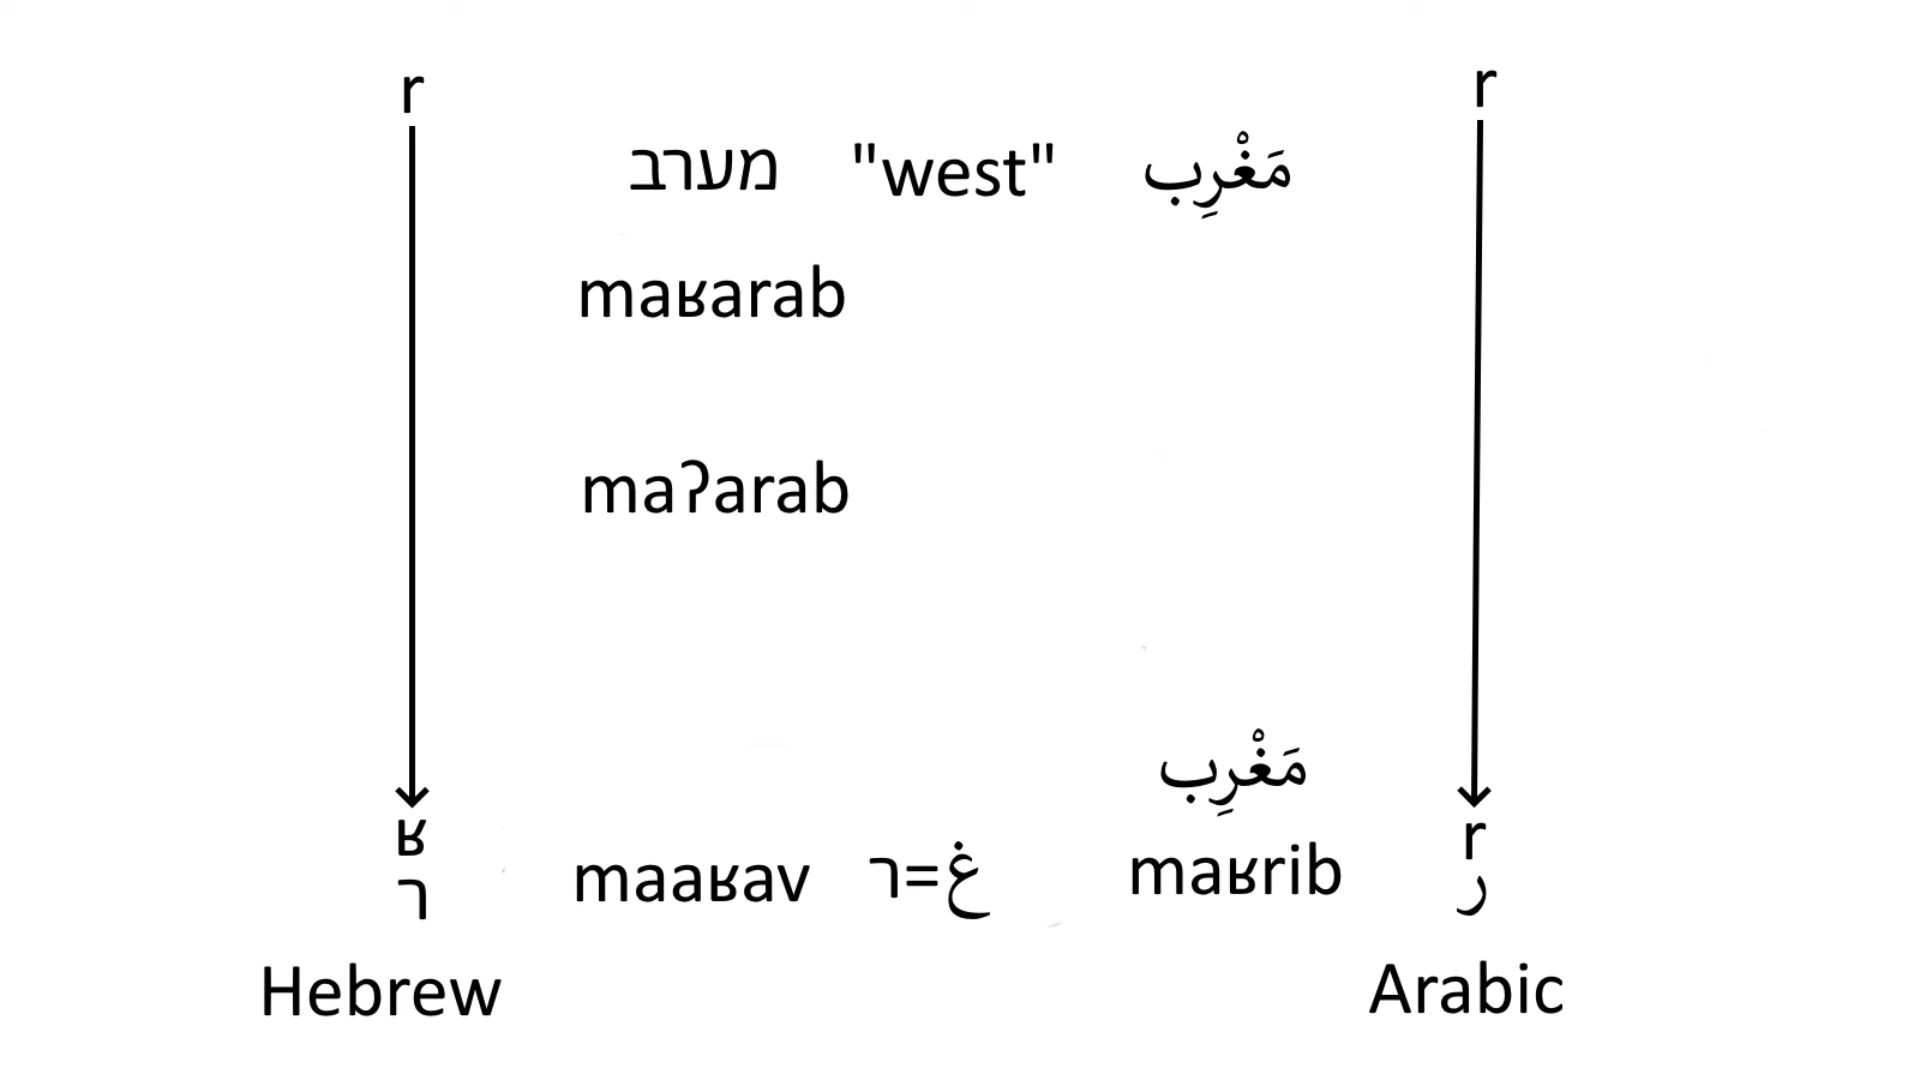 r r
מערב "west" مَغْرِب
maʁarab
maʔarab
مَغْرِب
ʁ r
maaʁav ר=غ maʁrib
ר ر
Hebrew Arabic